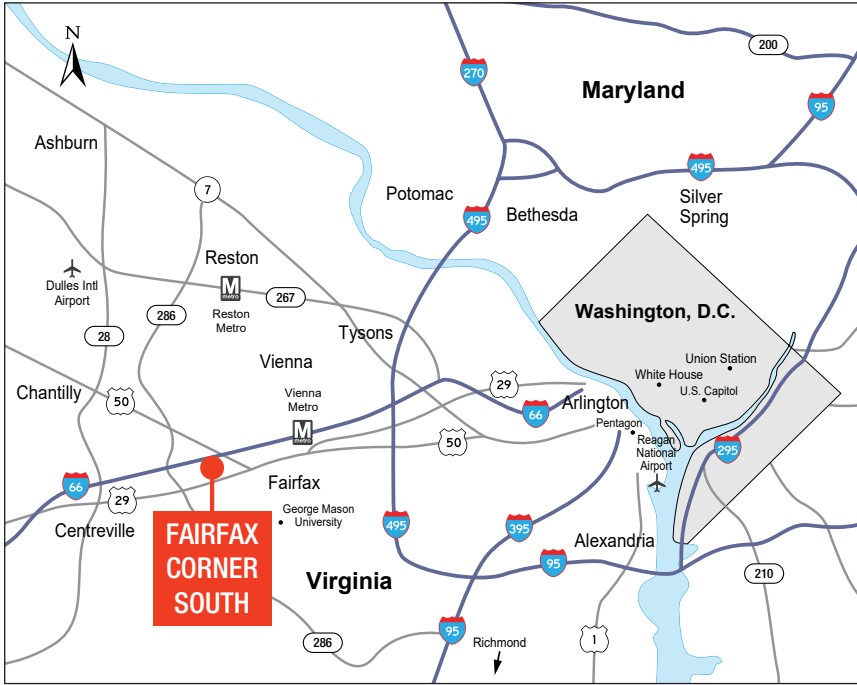 N
200
Maryland
270
95
Ashburn
495
7
Potomac
Silver
Spring
Bethesda
495
Reston
Dulles Intl
Airport
M
metro
267
Reston
Metro
286
Washington, D.C.
28
Tysons
Vienna
Union Station
White House
U.S. Capitol
29
Chantilly
50
Vienna
Metro
M
metro
66
Arlington
Pentagon
50
Reagan
National
Airport
295
66
29
Fairfax
George Mason
University
Centreville
FAIRFAX
CORNER
SOUTH
495
395
Alexandria
95
Virginia
210
286
95
Richmond
1